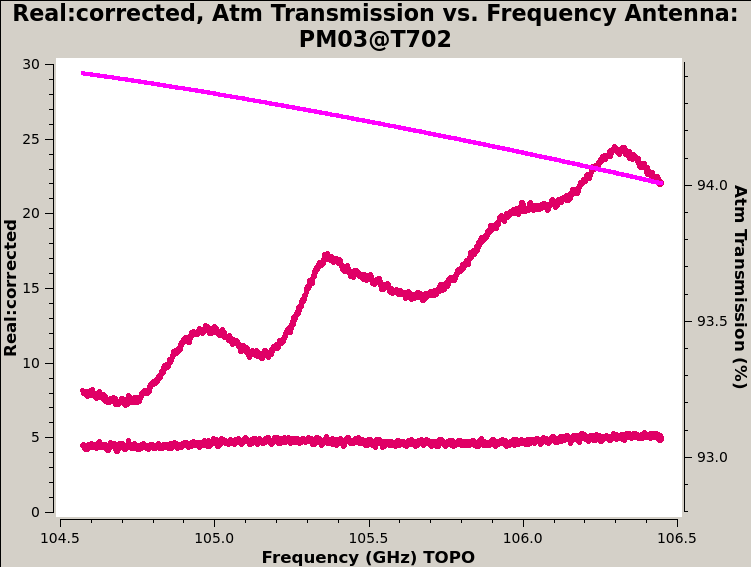 Real:corrected, Atm Transmission vs. Frequency Antenna:
PM03@T702
30
25
20
15
10
5
0
Real:corrected
94.0
93.5
93.0
Atm Transmission (%)
104.5 105.0 105.5 106.0 106.5
Frequency (GHz) TOPO